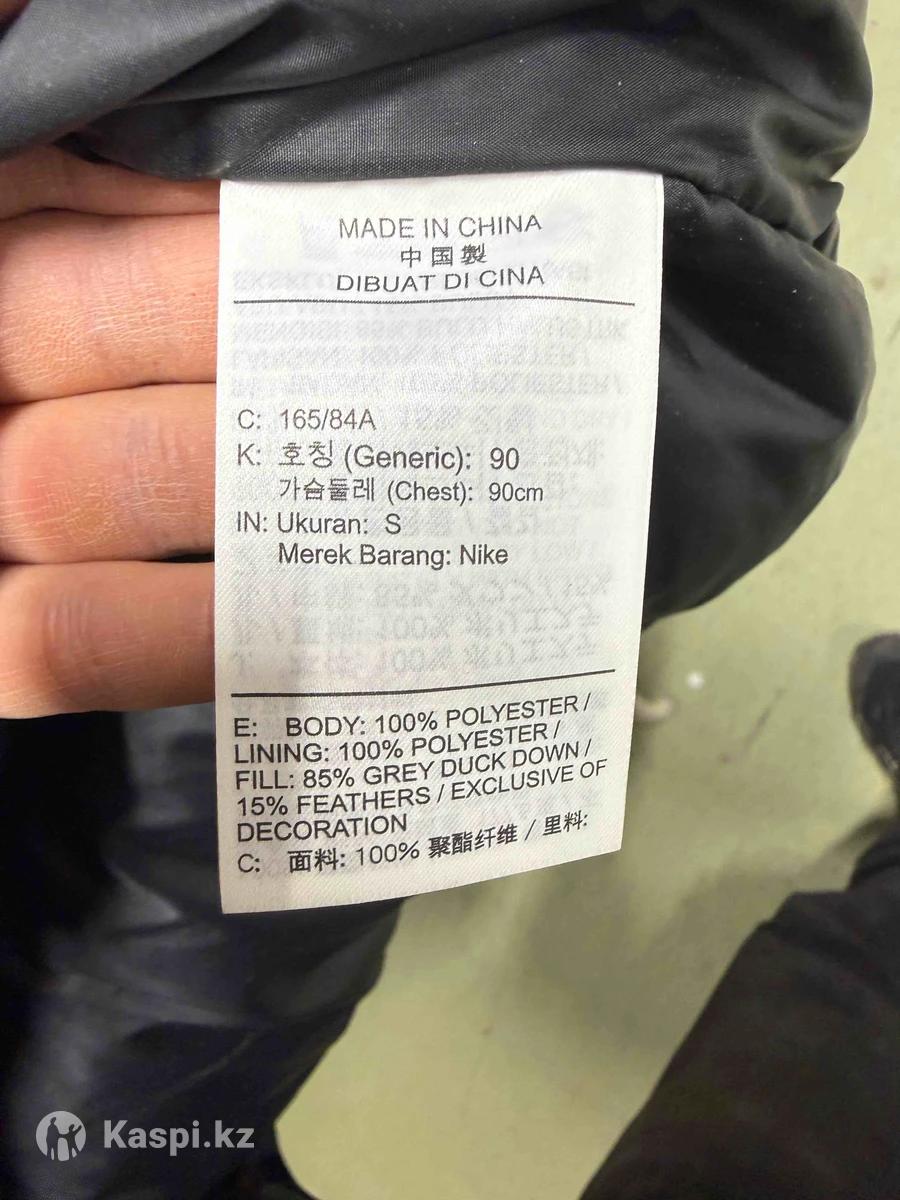 MADE IN CHINA
中国製
DIBUAT DI CINA
C: 165/84A
K: 호칭 (Generic): 90
가슴둘레 (Chest): 90cm
IN: Ukuran: S
Merek Barang: Nike
E: BODY: 100% POLYESTER /
LINING: 100% POLYESTER /
FILL: 85% GREY DUCK DOWN /
15% FEATHERS / EXCLUSIVE OF
DECORATION
C: 面料: 100% 聚酯纤维 / 里料:
Kaspi.kz